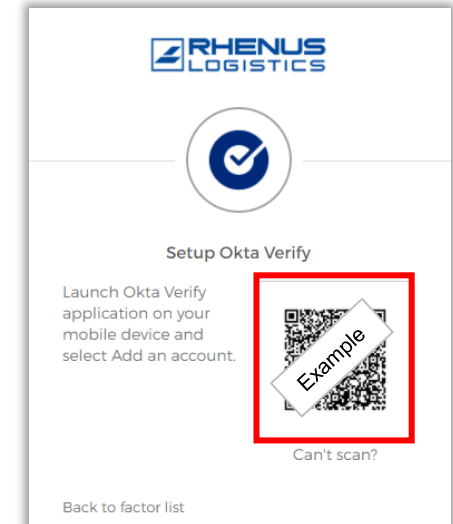 RHENUS
LOGISTICS
Setup Okta Verify
Launch Okta Verify
application on your
mobile device and
select Add an account.
Example
Can't scan?
Back to factor list